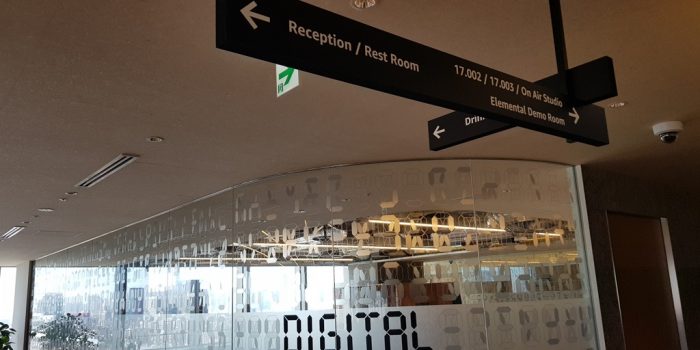 Reception / Rest Room
17.002 / 17.003 / On Air Studio
Elemental Demo Room
DIGITAL